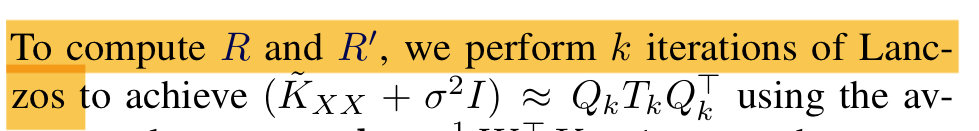 To compute R and R′, we perform k iterations of Lanc-
zos to achieve (K̃_XX + σ²I) ≈ Q_k T_k Q_k^⊤ using the av-